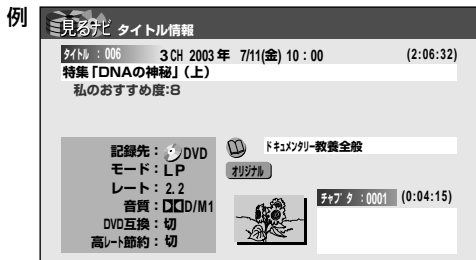 例
見るナビ タイトル情報
タイトル:006 3CH 2003年 7/11(金) 10:00 (2:06:32)
特集「DNAの神秘」(上)
私のおすすめ度:8
記録先: DVD
ドキュメンタリー教養全般
モード:LP
オリジナル
レート:2.2
チャプタ:0001 (0:04:15)
音質:D/M1
DVD互換:切
高レート節約:切